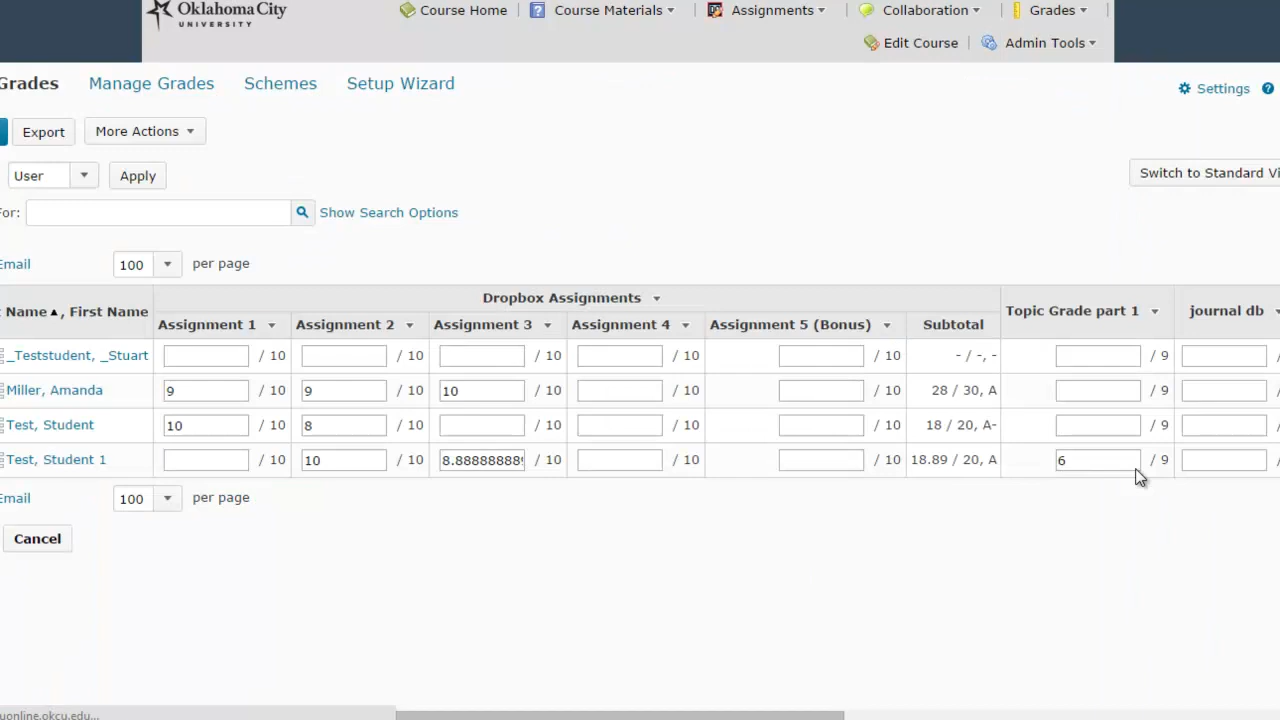 Oklahoma City
UNIVERSITY
Course Home
Course Materials
Assignments
Collaboration
Grades
Edit Course
Admin Tools
Grades
Manage Grades
Schemes
Setup Wizard
Settings
Export
More Actions
User
Apply
Switch to Standard Vi
For:
Show Search Options
Email
100
per page
Name , First Name
Dropbox Assignments
Topic Grade part 1
journal db
Assignment 1
Assignment 2
Assignment 3
Assignment 4
Assignment 5 (Bonus)
Subtotal
_Teststudent, _Stuart / 10 / 10 / 10 / 10 / 10 - / -, - / 9
Miller, Amanda 9 / 10 9 / 10 10 / 10 / 10 / 10 28 / 30, A / 9
Test, Student 10 / 10 8 / 10 / 10 / 10 / 10 18 / 20, A- / 9
Test, Student 1 / 10 10 / 10 8.888888889 / 10 / 10 / 10 18.89 / 20, A 6 / 9
Email
100
per page
Cancel
uonline.okcu.edu...